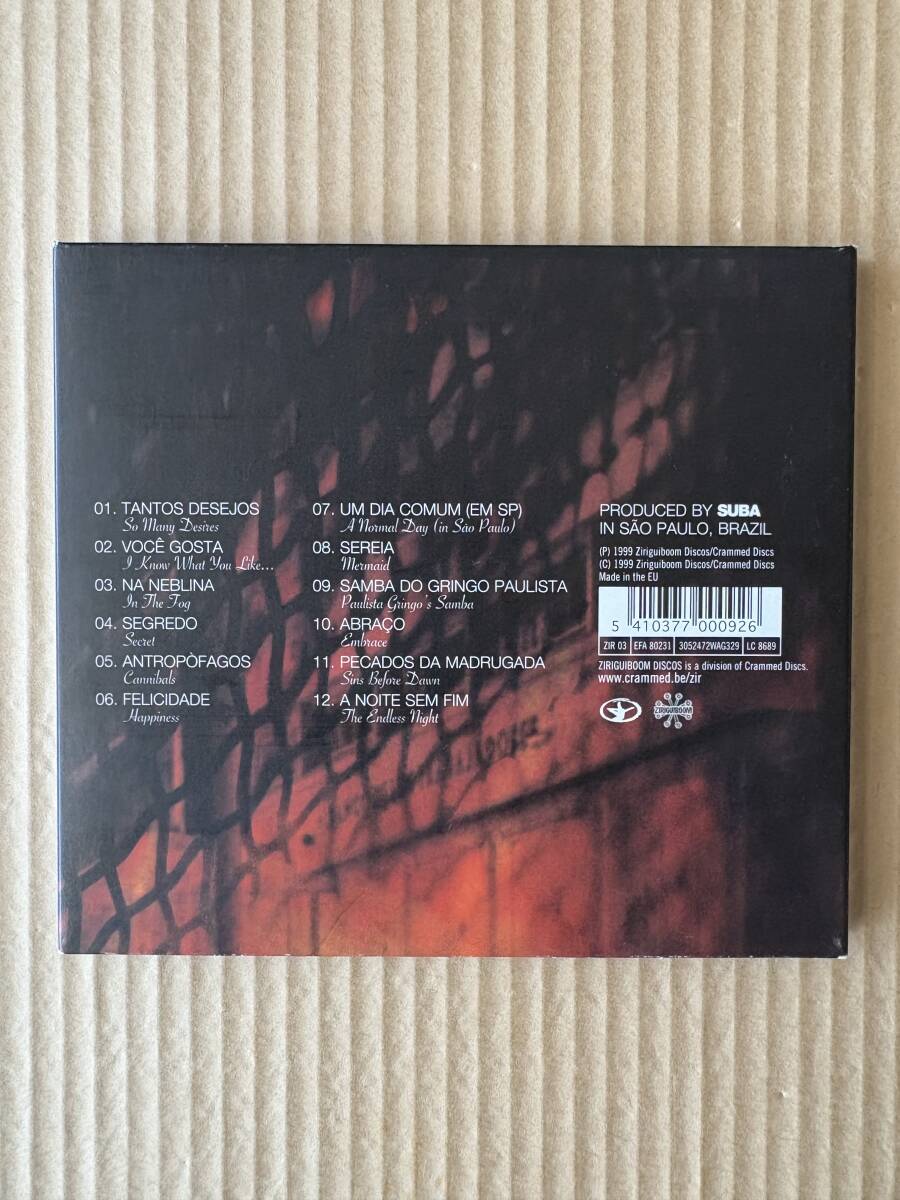 01. TANTOS DESEJOS
So Many Desires
02. VOCÊ GOSTA
I Know What You Like...
03. NA NEBLINA
In The Fog
04. SEGREDO
Secret
05. ANTROPÒFAGOS
Cannibals
06. FELICIDADE
Happiness
07. UM DIA COMUM (EM SP)
A Normal Day (in São Paulo)
08. SEREIA
Mermaid
09. SAMBA DO GRINGO PAULISTA
Paulista Gringo's Samba
10. ABRAÇO
Embrace
11. PECADOS DA MADRUGADA
Sins Before Dawn
12. A NOITE SEM FIM
The Endless Night
PRODUCED BY SUBA
IN SÃO PAULO, BRAZIL
(P) 1999 Ziriguiboom Discos/Crammed Discs
(C) 1999 Ziriguiboom Discos/Crammed Discs
Made in the EU
5 410377 000926
ZIR 03 EFA 80231 3052472WAG329 LC 8689
ZIRIGUIBOOM DISCOS is a division of Crammed Discs.
www.crammed.be/zir
ZIRIGUIBOOM